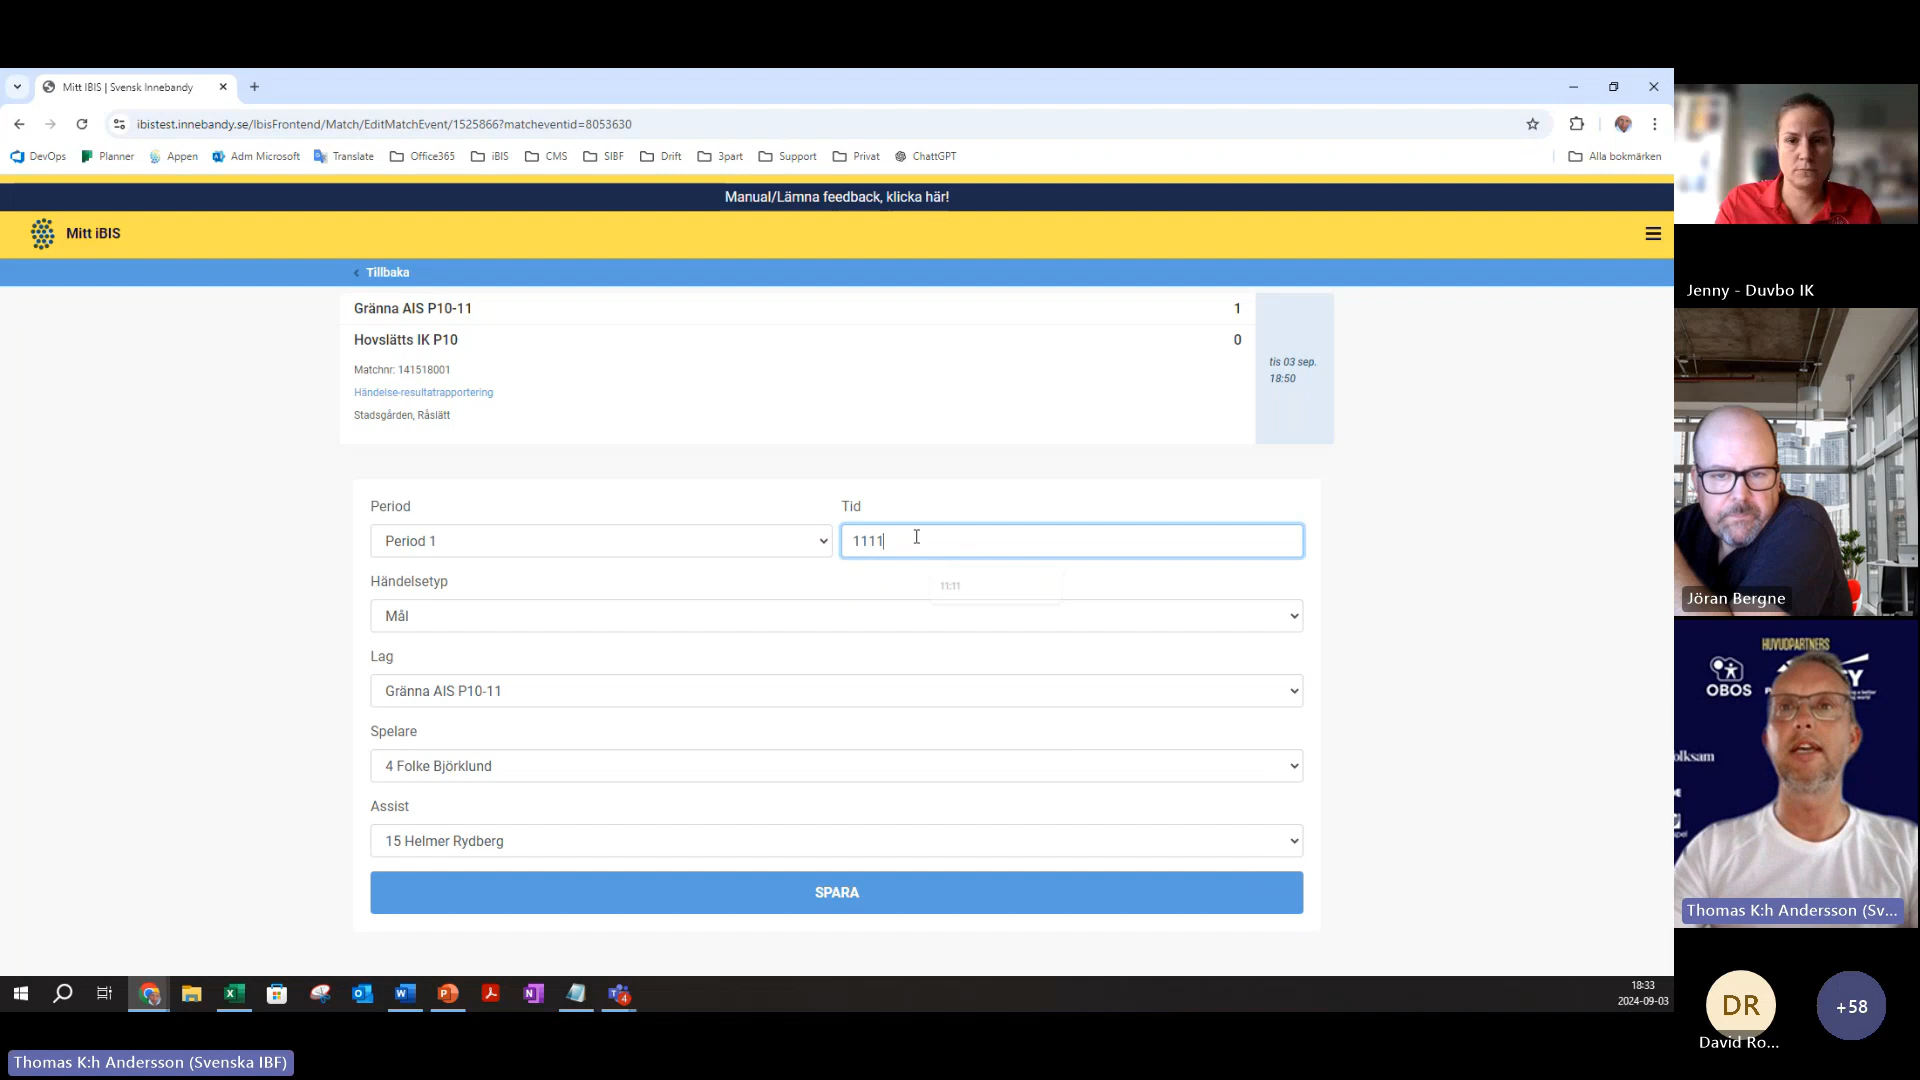 Mitt IBIS | Svensk Innebandy
ibistest.innebandy.se/IbisFrontend/Match/EditMatchEvent/1525866?matcheventid=8053630
DevOps Planner Appen Adm Microsoft Translate Office365 iBIS CMS SIBF Drift 3part Support Privat ChatGPT Alla bokmärken
Manual/Lämna feedback, klicka här!
Mitt iBIS
Tillbaka
Gränna AIS P10-11 1
Hovslätts IK P10 0
Matchnr: 141518001
Händelse-resultatrapportering
Stadsgården, Råslätt
tis 03 sep.
18:50
Period Tid
Period 1 1111
11:11
Händelsetyp
Mål
Lag
Gränna AIS P10-11
Spelare
4 Folke Björklund
Assist
15 Helmer Rydberg
SPARA
18:33
2024-09-03
Thomas K:h Andersson (Svenska IBF)
Jenny - Duvbo IK
Jöran Bergne
HUVUDPARTNERS
OBOS
Thomas K:h Andersson (Sv...
DR
David Ro...
+58